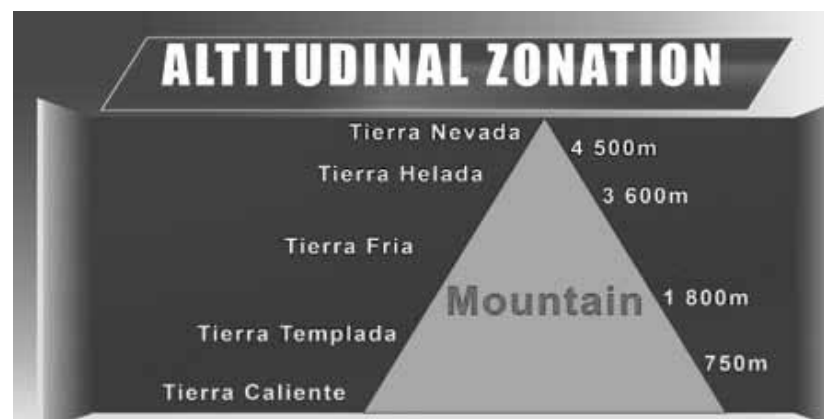 ALTITUDINAL ZONATION
Tierra Nevada
4 500m
Tierra Helada
3 600m
Tierra Fria
Mountain
1 800m
Tierra Templada
750m
Tierra Caliente